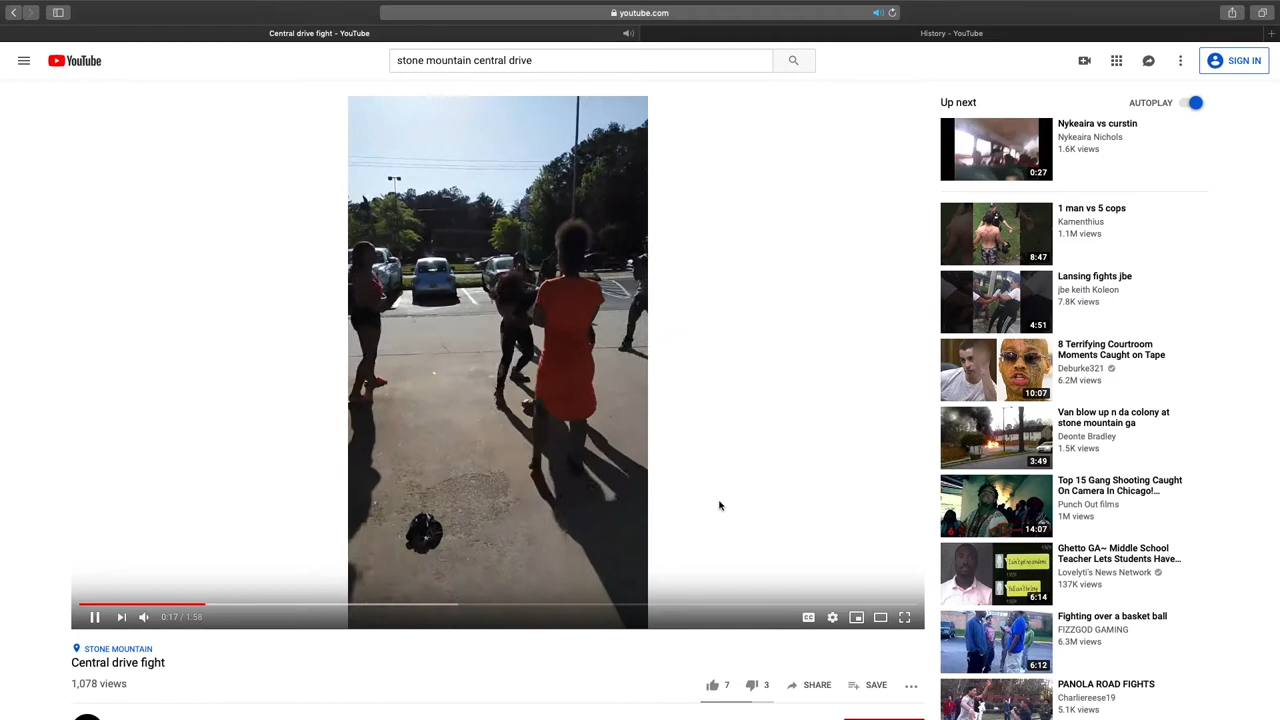 youtube.com
Central drive fight - YouTube
History - YouTube
YouTube
stone mountain central drive
SIGN IN
Up next
AUTOPLAY
Nykeaira vs curstin
Nykeaira Nichols
1.6K views
0:27
1 man vs 5 cops
Kamenthius
1.1M views
8:47
Lansing fights jbe
jbe keith Koleon
7.8K views
4:51
8 Terrifying Courtroom
Moments Caught on Tape
Deburke321
6.2M views
10:07
Van blow up n da colony at
stone mountain ga
Deonte Bradley
1.5K views
3:49
Top 15 Gang Shooting Caught
On Camera In Chicago!...
Punch Out films
1M views
14:07
Ghetto GA~ Middle School
Teacher Lets Students Have...
Lovelyti's News Network
137K views
6:14
Fighting over a basket ball
FIZZGOD GAMING
6.3M views
6:12
PANOLA ROAD FIGHTS
Charliereese19
5.1K views
0:17 / 1:58
CC
STONE MOUNTAIN
Central drive fight
1,078 views
7
3
SHARE
SAVE